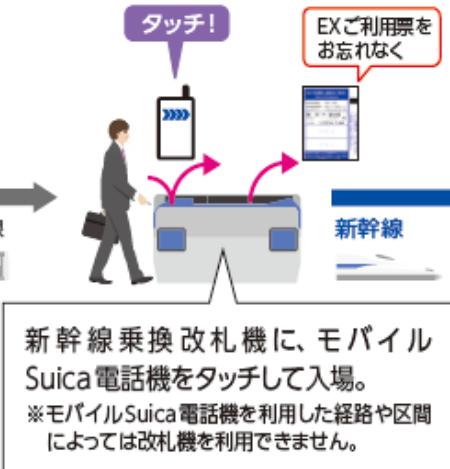 タッチ！
EXご利用票を
お忘れなく
新幹線
新幹線乗換改札機に、モバイル
Suica電話機をタッチして入場。
※モバイルSuica電話機を利用した経路や区間
によっては改札機を利用できません。